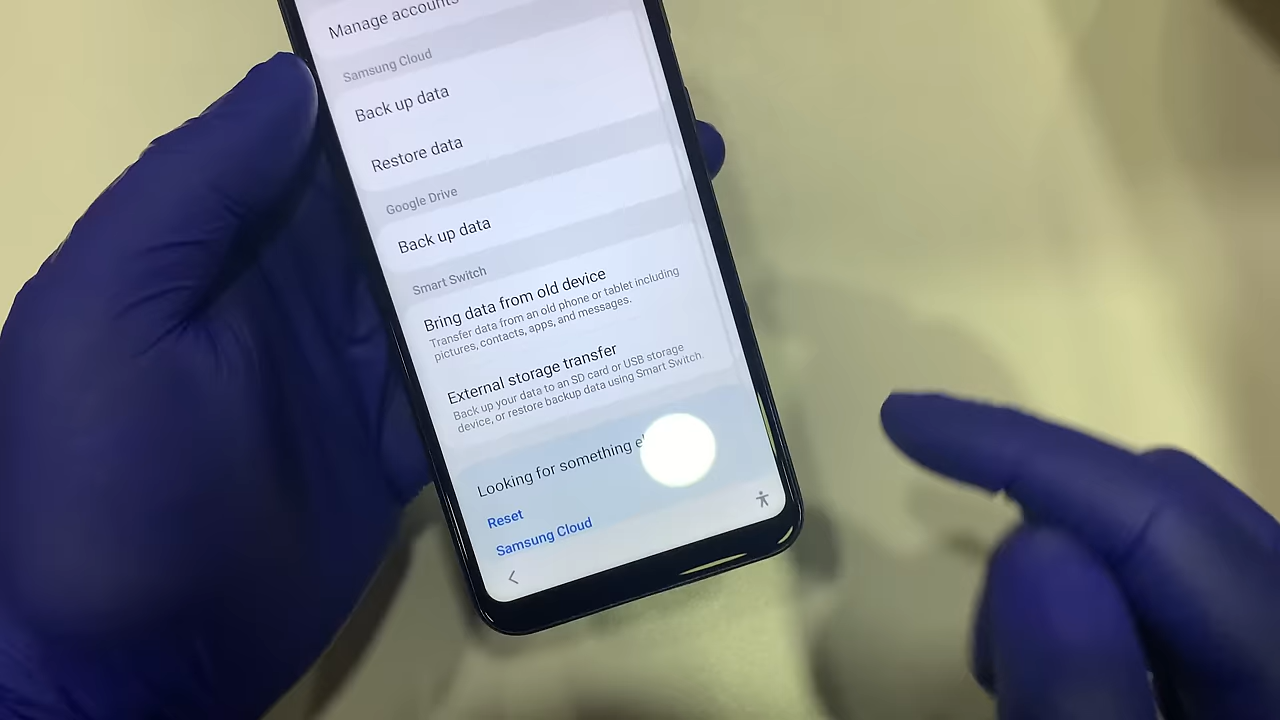 Manage accounts
Samsung Cloud
Back up data
Restore data
Google Drive
Back up data
Smart Switch
Bring data from old device
Transfer data from an old phone or tablet including
pictures, contacts, apps, and messages.
External storage transfer
Back up your data to an SD card or USB storage
device, or restore backup data using Smart Switch.
Looking for something
Reset
Samsung Cloud